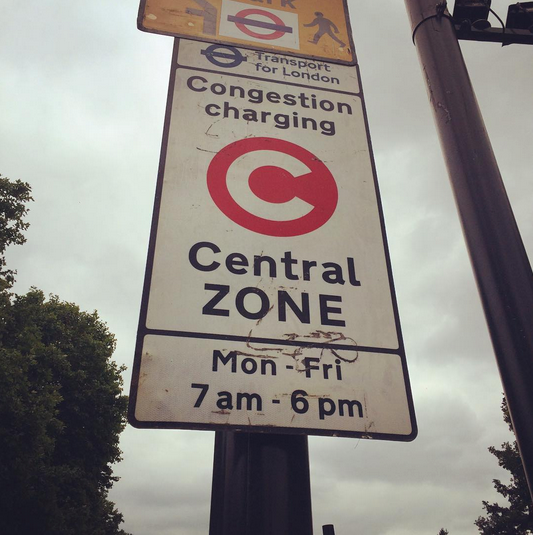 Transport
for London
Congestion
charging
C
Central
ZONE
Mon - Fri
7 am - 6 pm